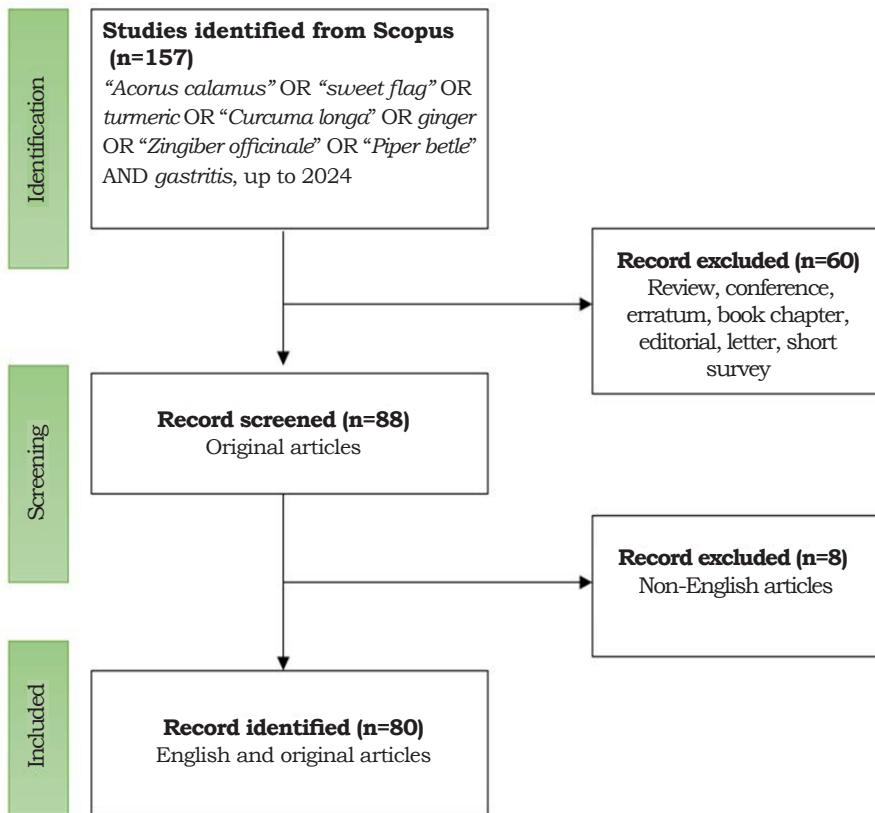 Identification
Studies identified from Scopus
(n=157)
“Acorus calamus” OR “sweet flag” OR
turmeric OR “Curcuma longa” OR ginger
OR “Zingiber officinale” OR “Piper betle”
AND gastritis, up to 2024
Record excluded (n=60)
Review, conference,
erratum, book chapter,
editorial, letter, short
survey
Screening
Record screened (n=88)
Original articles
Record excluded (n=8)
Non-English articles
Included
Record identified (n=80)
English and original articles